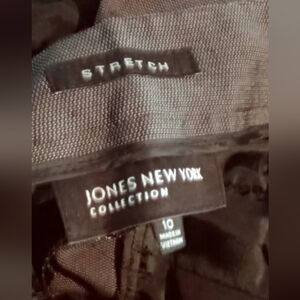 STRETCH
JONES NEW YORK
COLLECTION
10
MADE IN
VIETNAM